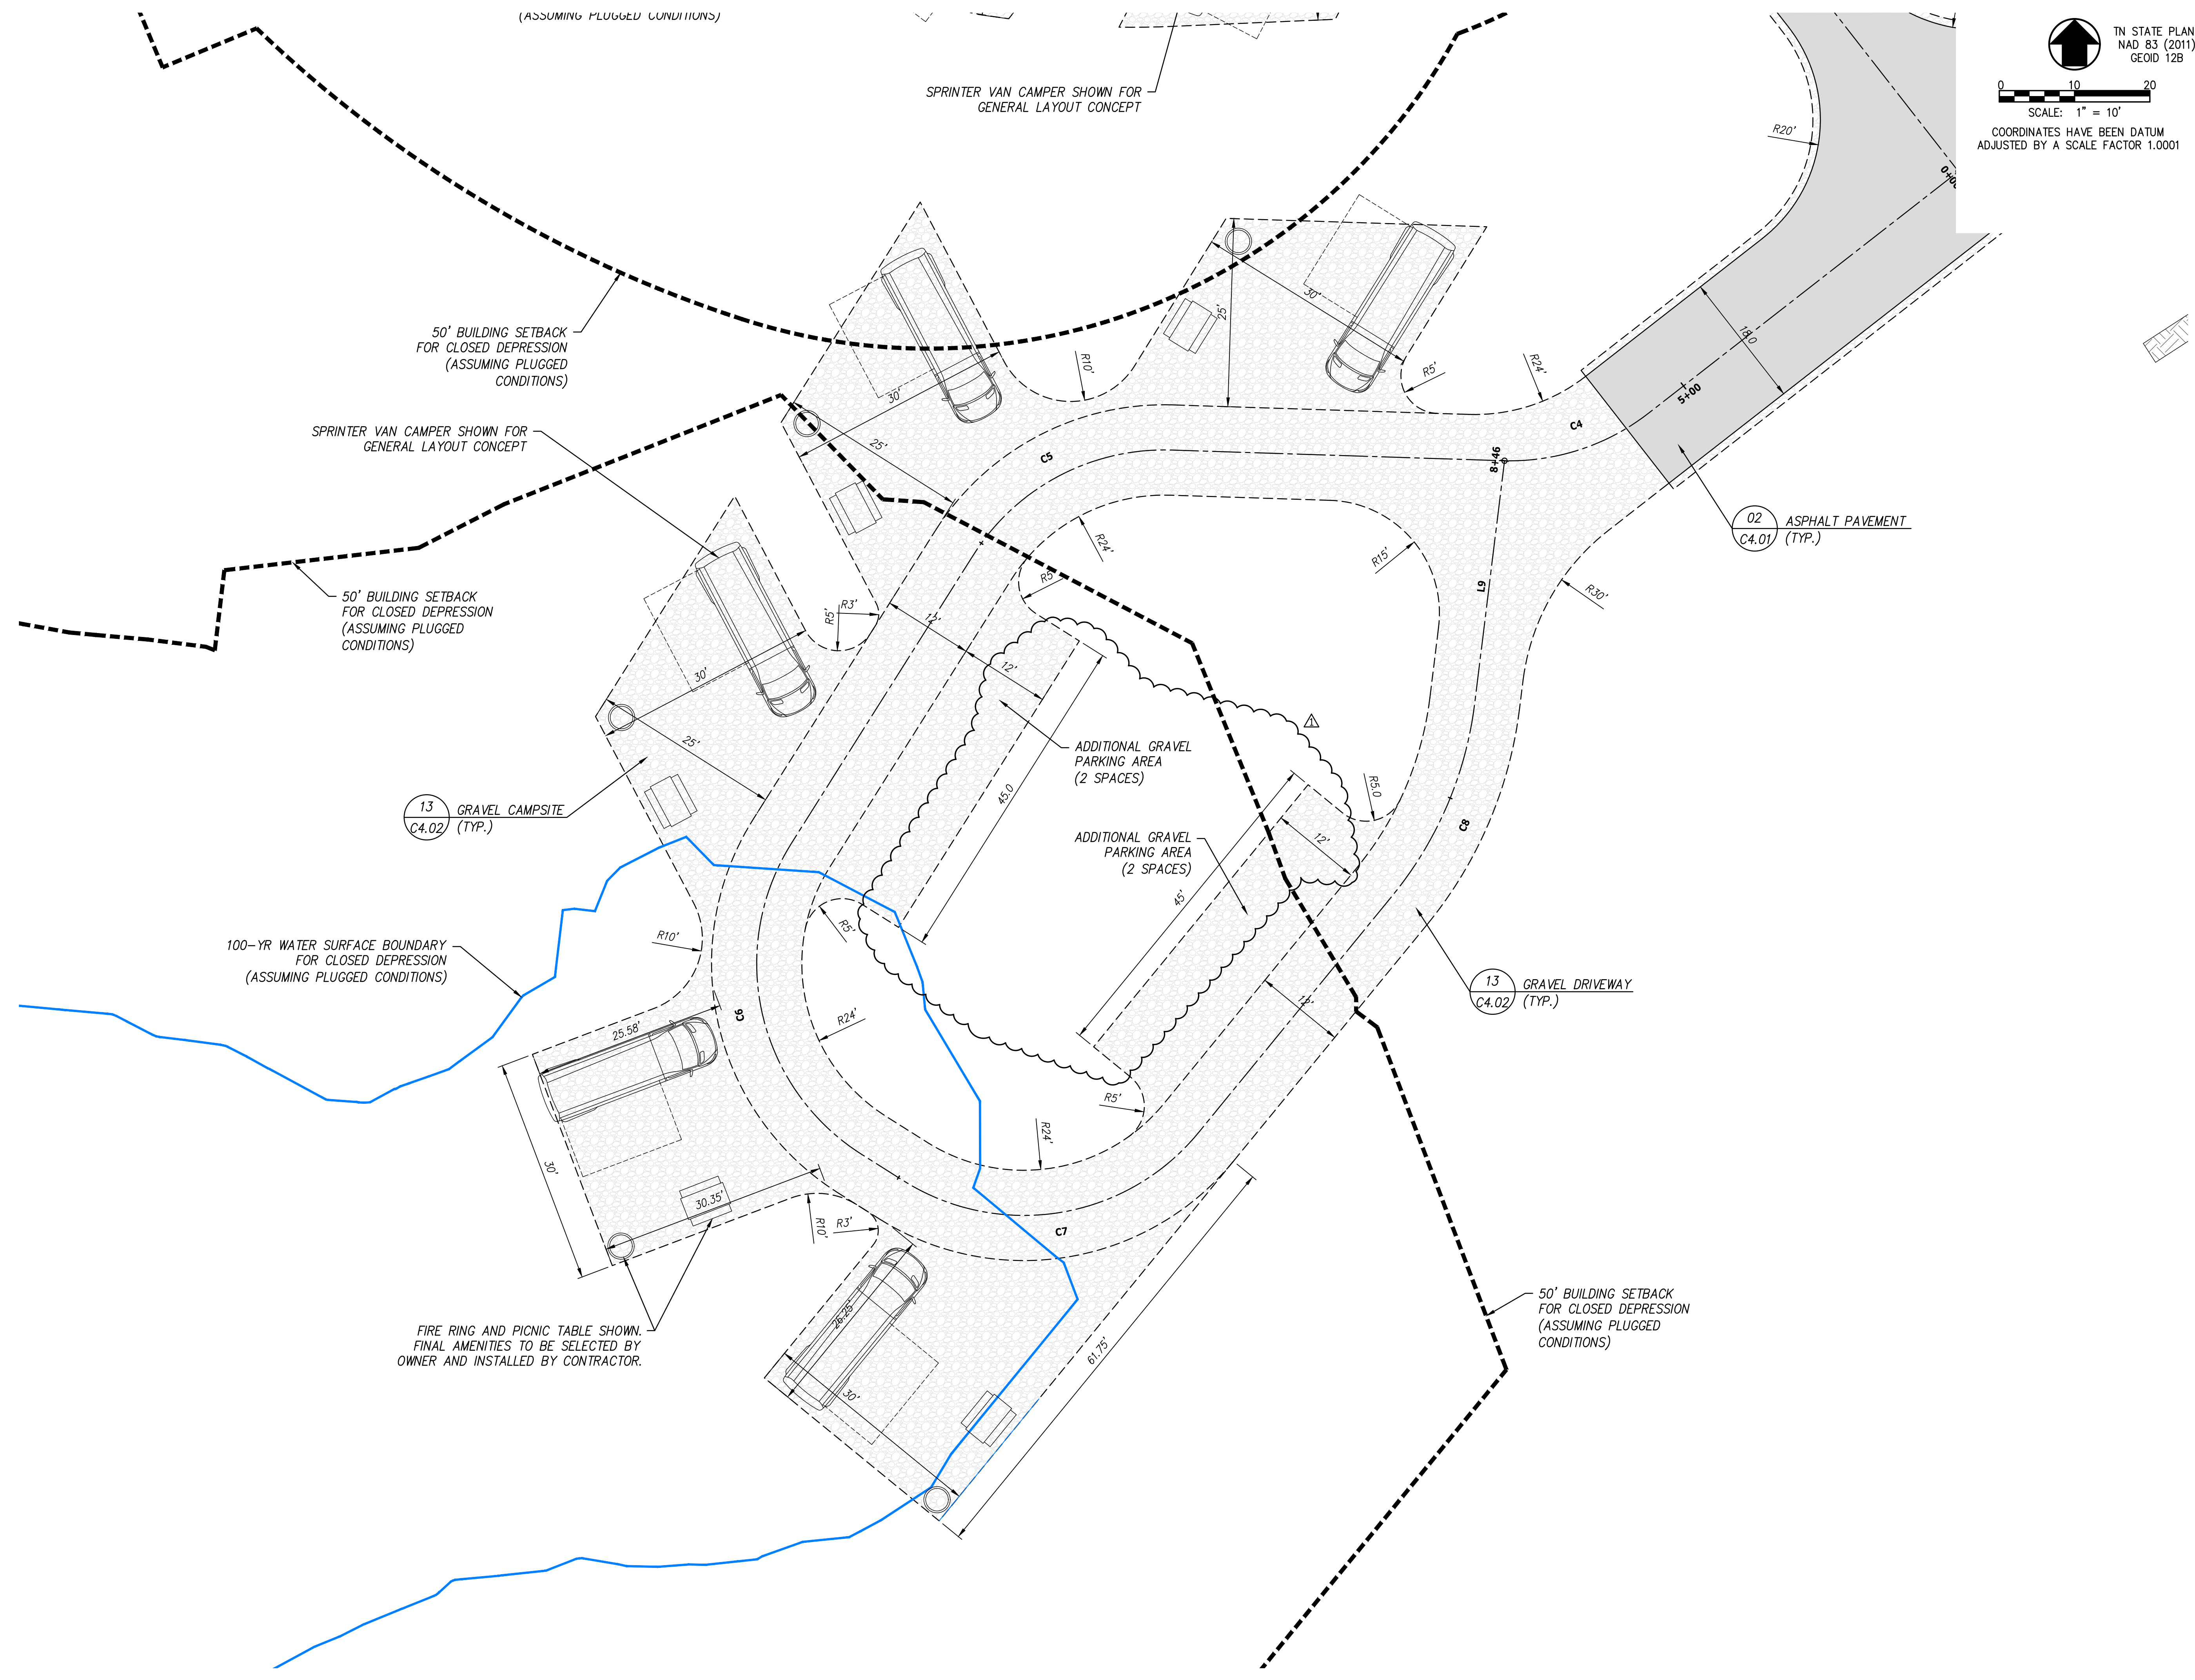 (ASSUMING PLUGGED CONDITIONS)
TN STATE PLAN
NAD 83 (2011)
GEOID 12B
0 10 20
SCALE: 1" = 10'
COORDINATES HAVE BEEN DATUM
ADJUSTED BY A SCALE FACTOR 1.0001
SPRINTER VAN CAMPER SHOWN FOR
GENERAL LAYOUT CONCEPT
R20'
0+00
50' BUILDING SETBACK
FOR CLOSED DEPRESSION
(ASSUMING PLUGGED
CONDITIONS)
30'
25'
R10'
R5'
R24'
18.0
5+00
30'
25'
C5
C4
8+46
SPRINTER VAN CAMPER SHOWN FOR
GENERAL LAYOUT CONCEPT
02
C4.01
ASPHALT PAVEMENT
(TYP.)
R24'
R5'
R15'
L9
R30'
50' BUILDING SETBACK
FOR CLOSED DEPRESSION
(ASSUMING PLUGGED
CONDITIONS)
R5'
R3'
12'
12'
30'
25'
1
ADDITIONAL GRAVEL
PARKING AREA
(2 SPACES)
45.0
R5.0
13
C4.02
GRAVEL CAMPSITE
(TYP.)
ADDITIONAL GRAVEL
PARKING AREA
(2 SPACES)
12'
C8
45'
R10'
R5'
100-YR WATER SURFACE BOUNDARY
FOR CLOSED DEPRESSION
(ASSUMING PLUGGED CONDITIONS)
13
C4.02
GRAVEL DRIVEWAY
(TYP.)
12'
C6
R24'
25.58'
R5'
R24'
30'
30.35'
R10'
R3'
C7
FIRE RING AND PICNIC TABLE SHOWN.
FINAL AMENITIES TO BE SELECTED BY
OWNER AND INSTALLED BY CONTRACTOR.
26.25'
30'
61.75'
50' BUILDING SETBACK
FOR CLOSED DEPRESSION
(ASSUMING PLUGGED
CONDITIONS)